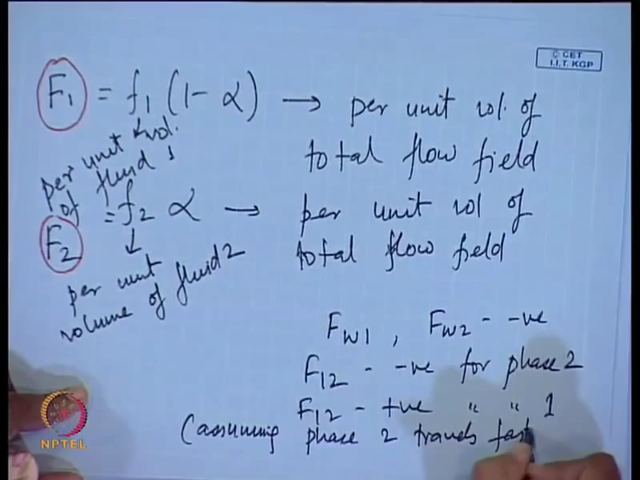 © CET
I.I.T. KGP
F1 = f1 (1 - α) → per unit vol. of
total flow field
per unit vol.
of fluid 1
F2 = f2 α → per unit vol of
total flow field
per unit
volume of fluid 2
FW1 , FW2 - -ve
F12 - -ve for phase 2
F12 - +ve " " 1
(assuming phase 2 travels fast
NPTEL